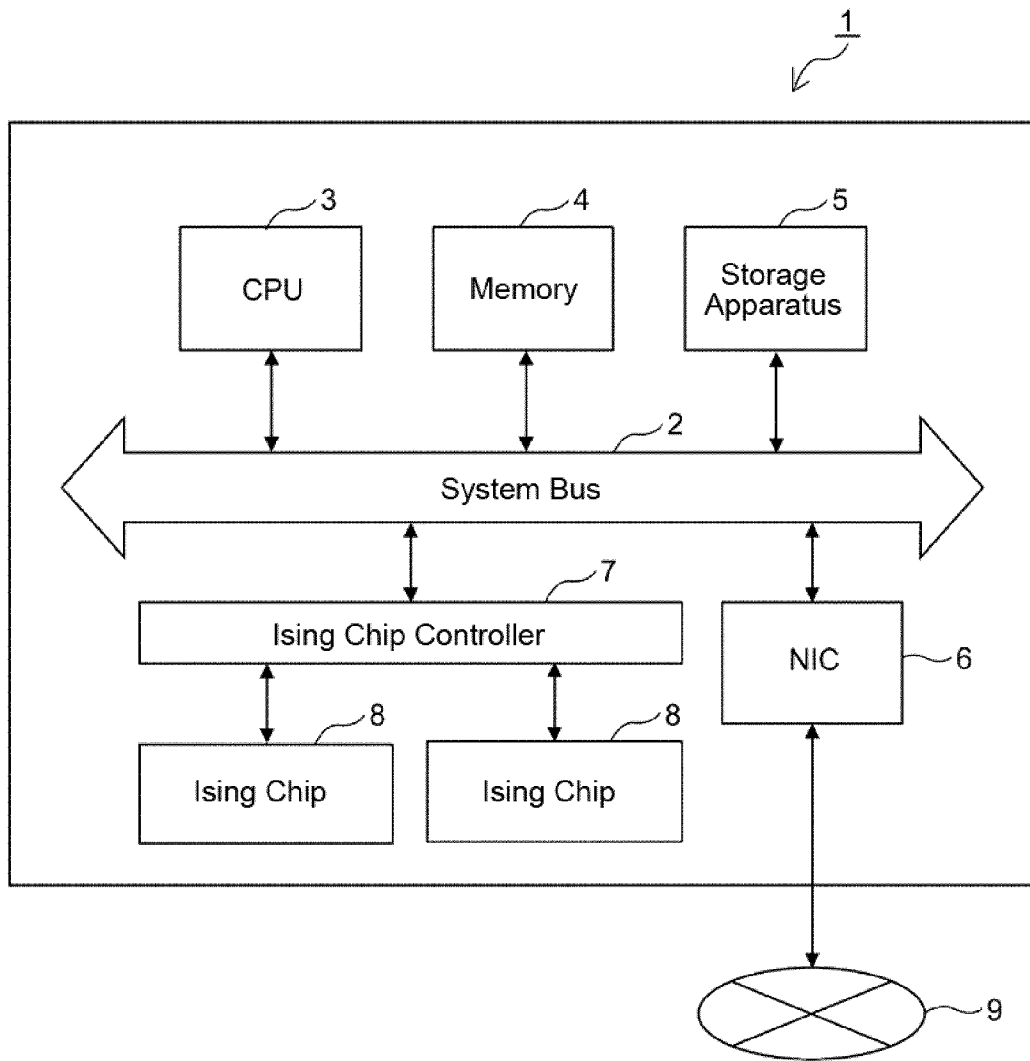 1
3
4
5
CPU
Memory
Storage
Apparatus
2
System Bus
7
Ising Chip Controller
NIC
6
8
8
Ising Chip
Ising Chip
9